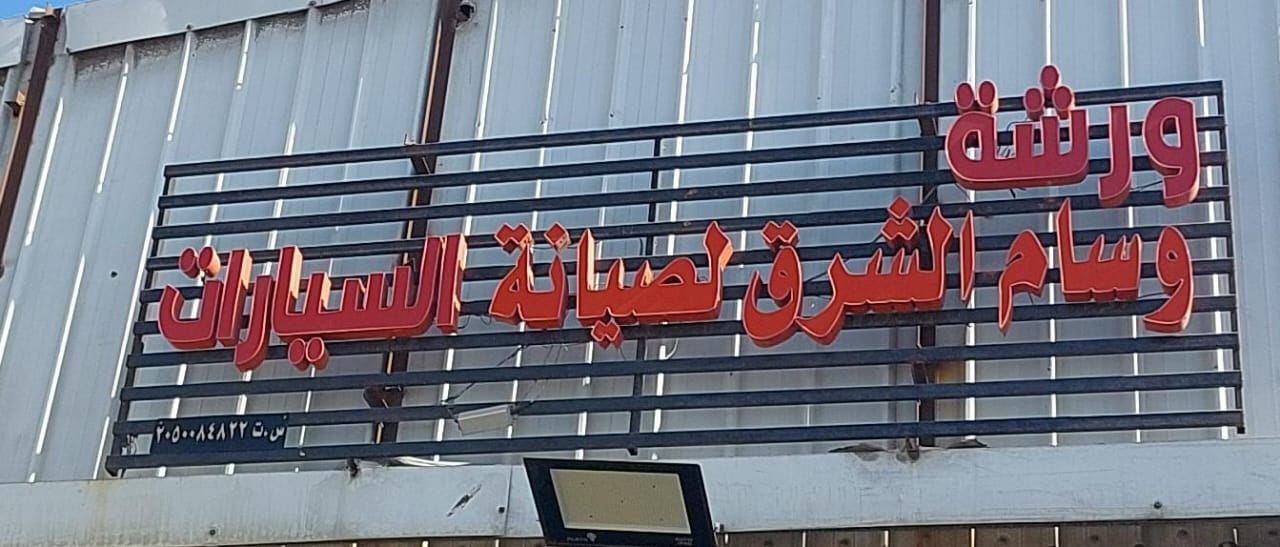 ورشة
وسام الشرق لصيانة السيارات
س.ت ٢٠٥٠٠٨٤٨٢٢